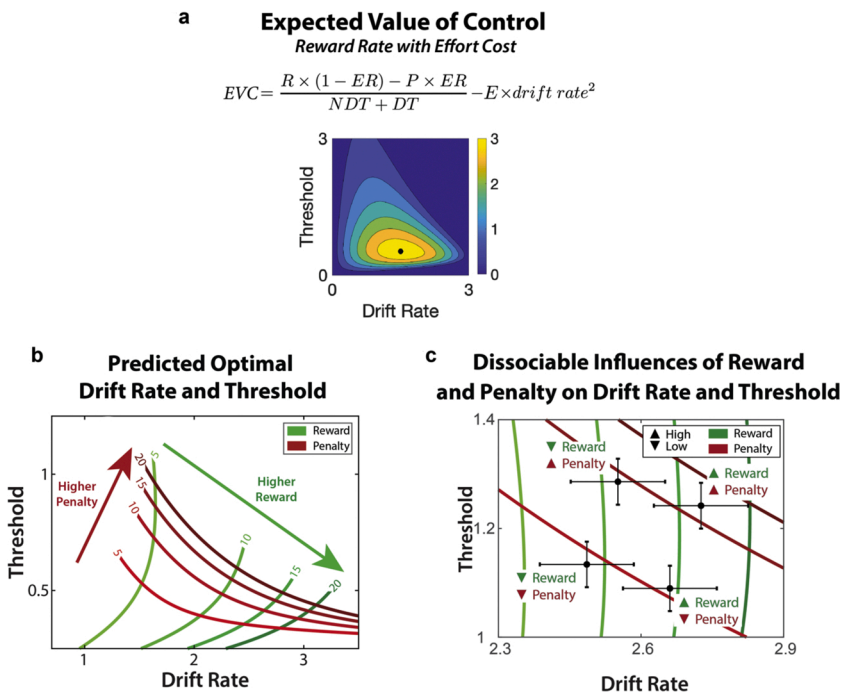 a
Expected Value of Control
Reward Rate with Effort Cost
EVC = R × (1 − ER) − P × ER / NDT + DT − E × drift rate²
3
Threshold
0
0
3
Drift Rate
3
2
1
0
b
Predicted Optimal
Drift Rate and Threshold
Reward
Penalty
Higher
Penalty
Higher
Reward
20
15
10
5
5
10
15
20
1
0.5
Threshold
1
2
3
Drift Rate
c
Dissociable Influences of Reward
and Penalty on Drift Rate and Threshold
▲ High
▼ Low
Reward
Penalty
▼ Reward
▲ Penalty
▲ Reward
▲ Penalty
▼ Reward
▼ Penalty
▲ Reward
▼ Penalty
1.4
1.2
1
Threshold
2.3
2.6
2.9
Drift Rate